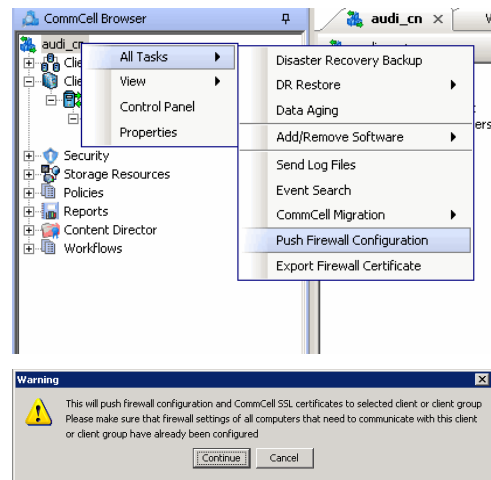 CommCell Browser
audi_cn
audi_cn
Clie
Clie
All Tasks
View
Control Panel
Properties
Disaster Recovery Backup
DR Restore
Data Aging
Add/Remove Software
Send Log Files
Event Search
CommCell Migration
Push Firewall Configuration
Export Firewall Certificate
ers
Security
Storage Resources
Policies
Reports
Content Director
Workflows
Warning
This will push firewall configuration and CommCell SSL certificates to selected client or client group
Please make sure that firewall settings of all computers that need to communicate with this client
or client group have already been configured
Continue
Cancel